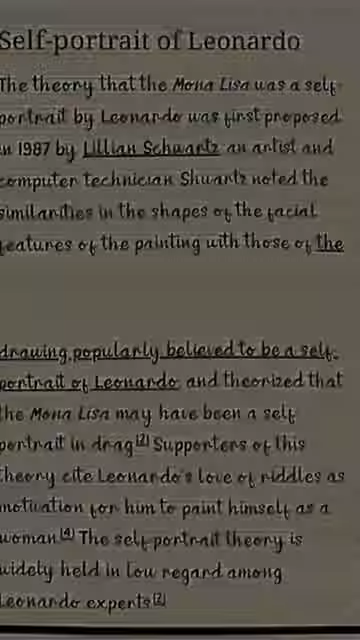 Self-portrait of Leonardo
The theory that the Mona Lisa was a self-
portrait by Leonardo was first proposed
in 1987 by Lillian Schwartz an artist and
computer technician Shwartz noted the
similarities in the shapes of the facial
features of the painting with those of the
drawing popularly believed to be a self-
portrait of Leonardo and theorized that
the Mona Lisa may have been a self
portrait in drag[2] Supporters of this
theory cite Leonardo's love of riddles as
motivation for him to paint himself as a
woman[4] The self-portrait theory is
widely held in low regard among
Leonardo experts[2]